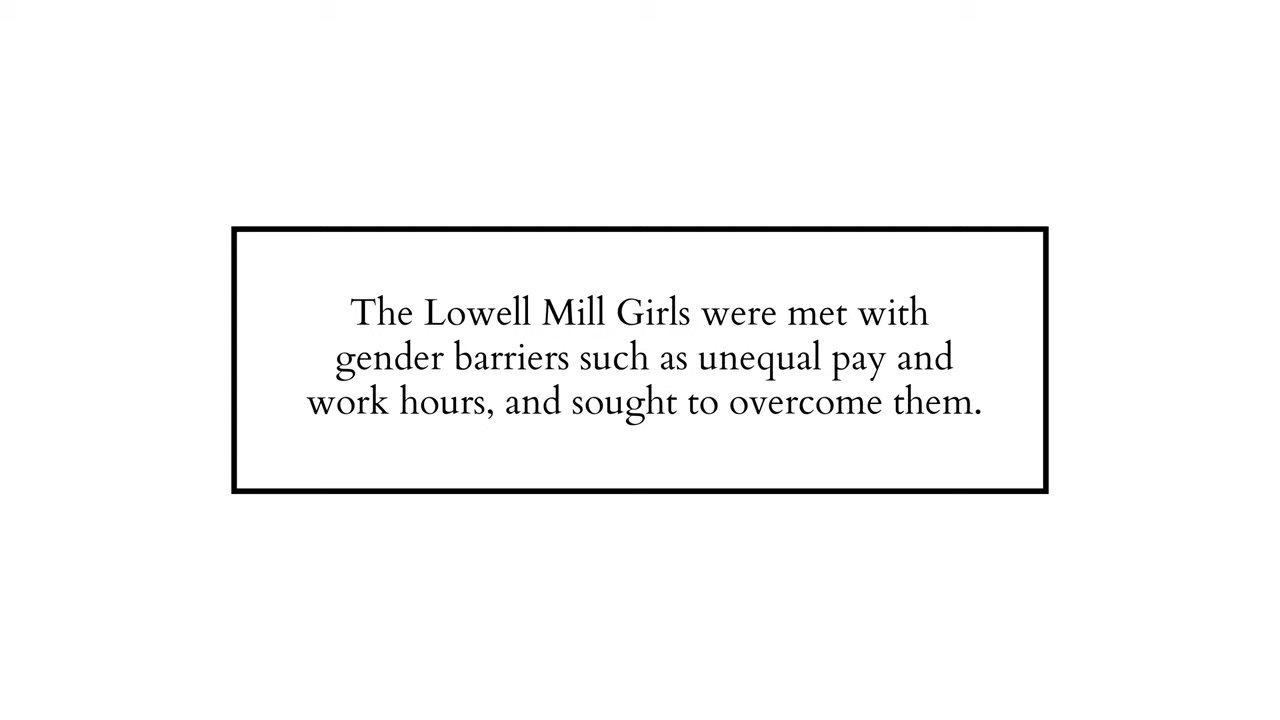 The Lowell Mill Girls were met with
gender barriers such as unequal pay and
work hours, and sought to overcome them.